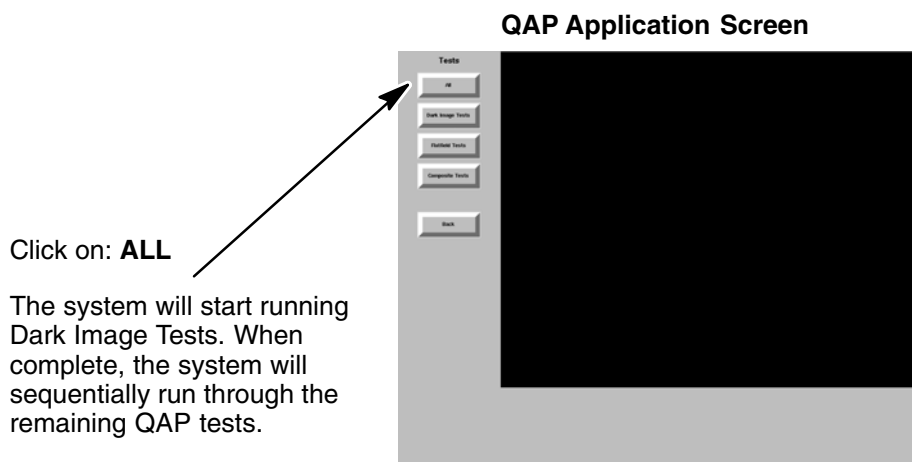 QAP Application Screen
Tests
All
Dark Image Tests
Flatfield Tests
Composite Tests
Back
Click on: ALL
The system will start running
Dark Image Tests. When
complete, the system will
sequentially run through the
remaining QAP tests.